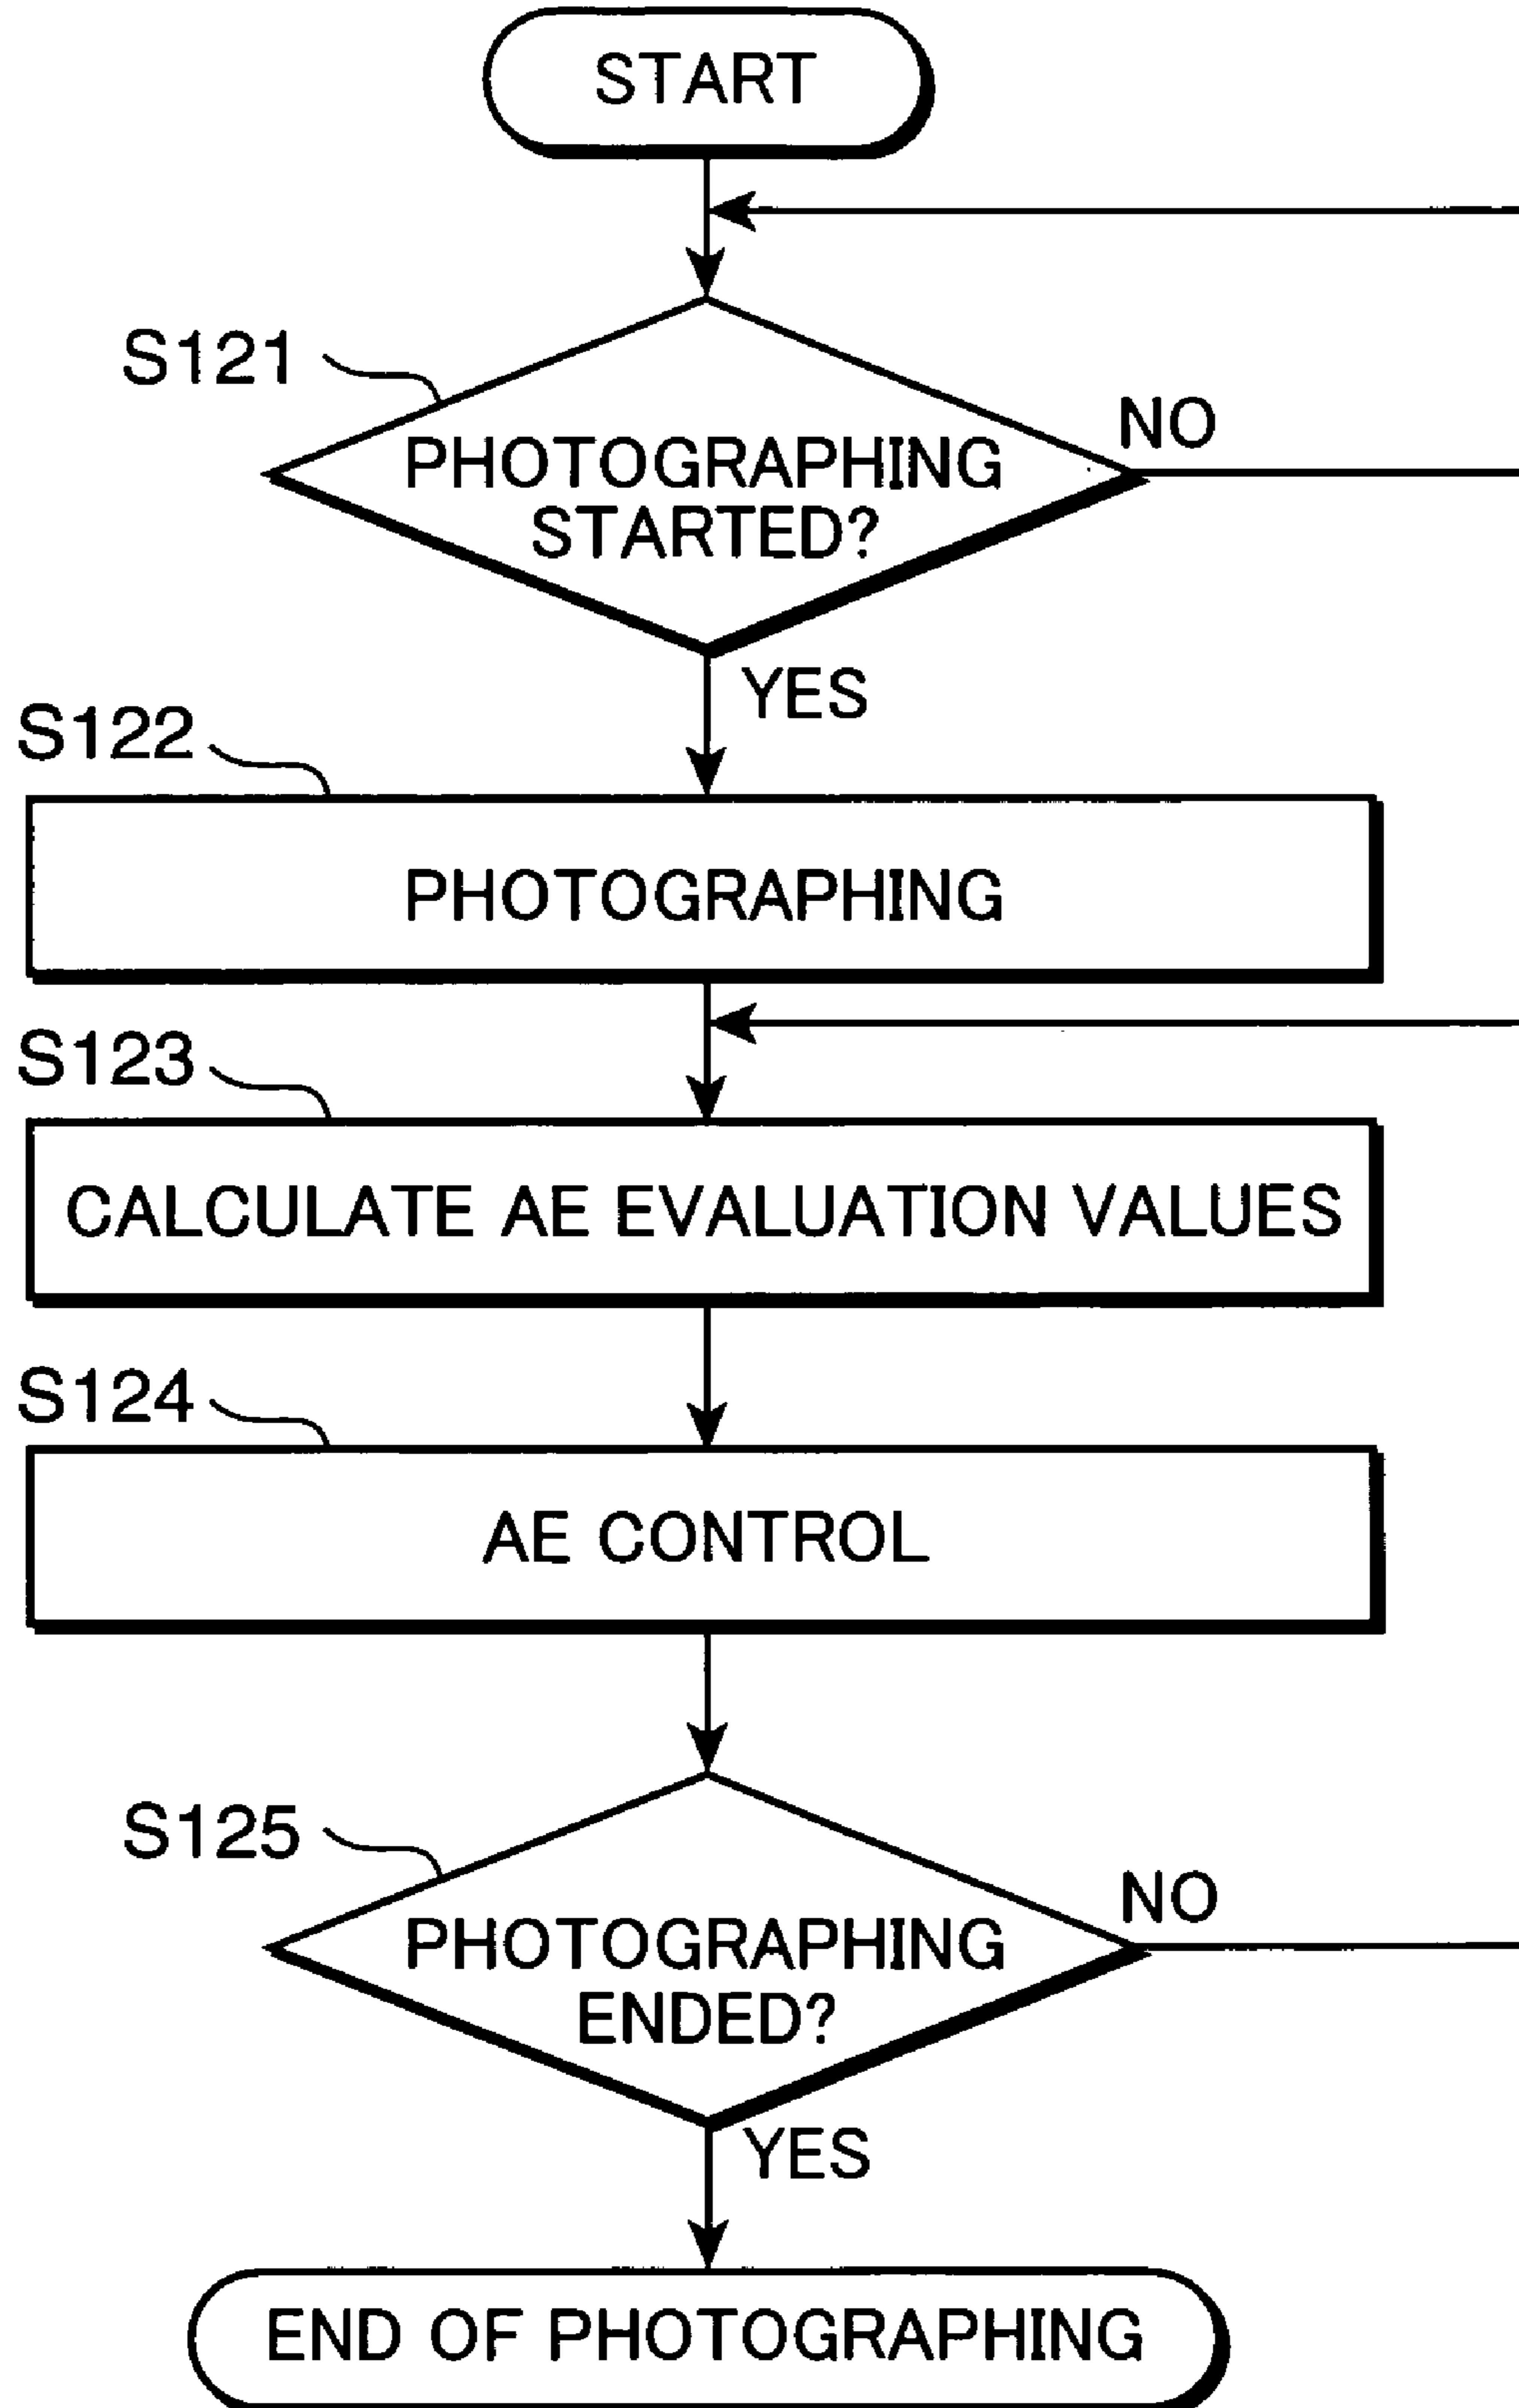 START
S121
NO
PHOTOGRAPHING
STARTED?
YES
S122
PHOTOGRAPHING
S123
CALCULATE AE EVALUATION VALUES
S124
AE CONTROL
S125
NO
PHOTOGRAPHING
ENDED?
YES
END OF PHOTOGRAPHING